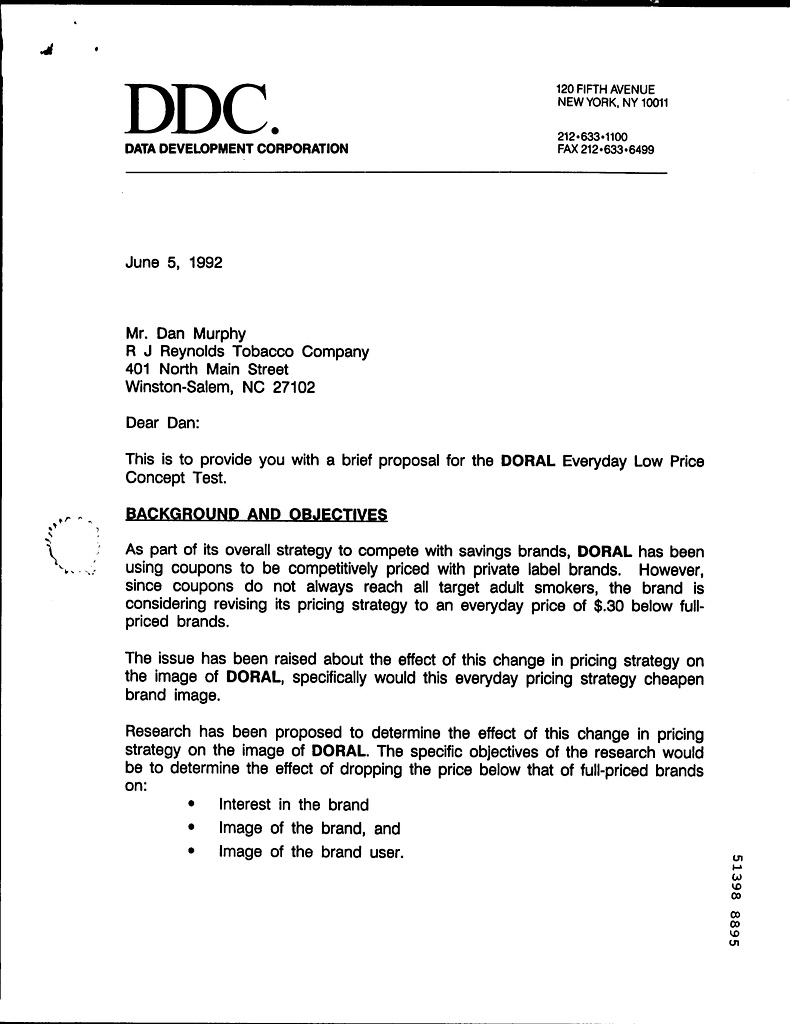 DDC.
DATA DEVELOPMENT CORPORATION
120 FIFTH AVENUE
NEW YORK, NY 10011
212•633•1100
FAX 212•633•6499
June 5, 1992
Mr. Dan Murphy
R J Reynolds Tobacco Company
401 North Main Street
Winston-Salem, NC 27102
Dear Dan:
This is to provide you with a brief proposal for the DORAL Everyday Low Price
Concept Test.
BACKGROUND AND OBJECTIVES
As part of its overall strategy to compete with savings brands, DORAL has been
using coupons to be competitively priced with private label brands. However,
since coupons do not always reach all target adult smokers, the brand is
considering revising its pricing strategy to an everyday price of $.30 below full-
priced brands.
The issue has been raised about the effect of this change in pricing strategy on
the image of DORAL, specifically would this everyday pricing strategy cheapen
brand image.
Research has been proposed to determine the effect of this change in pricing
strategy on the image of DORAL. The specific objectives of the research would
be to determine the effect of dropping the price below that of full-priced brands
on:
• Interest in the brand
• Image of the brand, and
• Image of the brand user.
51398 8895